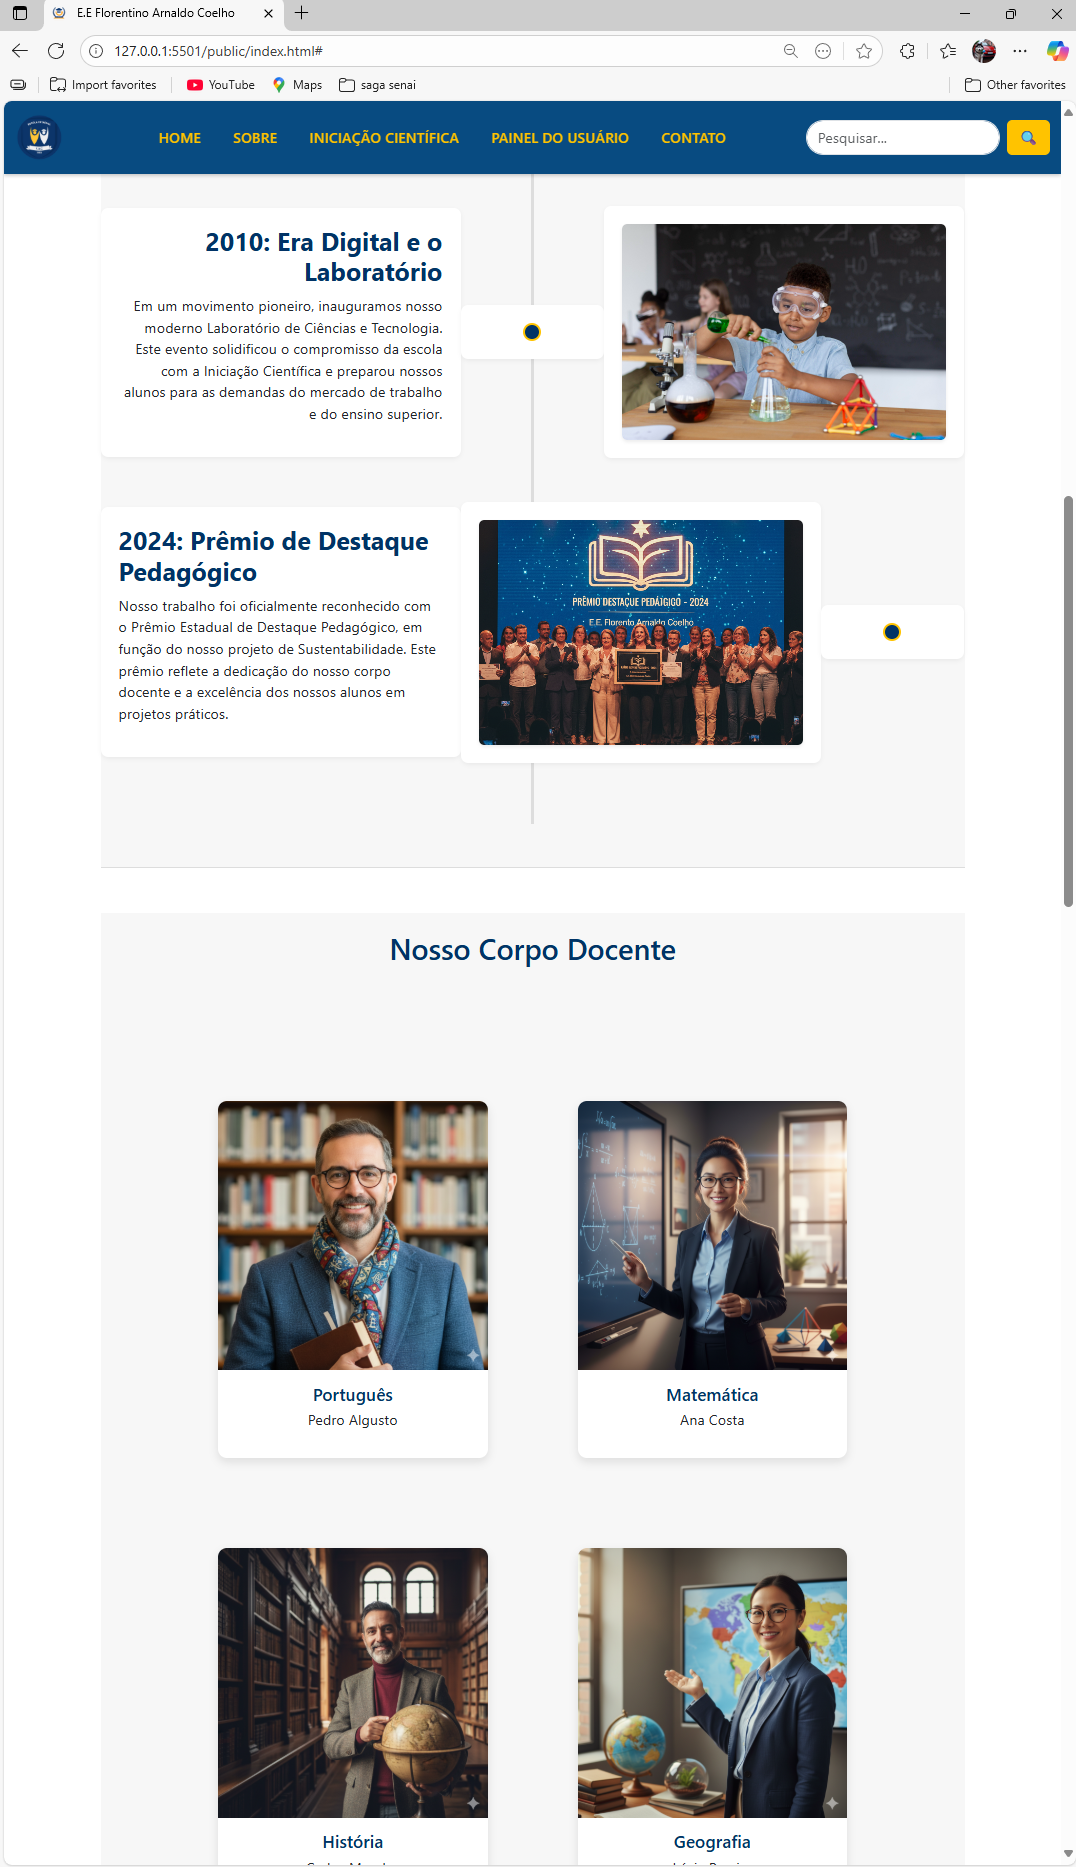 E.E Florentino Arnaldo Coelho
127.0.0.1:5501/public/index.html#
Import favorites
YouTube
Maps
saga senai
Other favorites
HOME
SOBRE
INICIAÇÃO CIENTÍFICA
PAINEL DO USUÁRIO
CONTATO
Pesquisar...
2010: Era Digital e o
Laboratório
Em um movimento pioneiro, inauguramos nosso
moderno Laboratório de Ciências e Tecnologia.
Este evento solidificou o compromisso da escola
com a Iniciação Científica e preparou nossos
alunos para as demandas do mercado de trabalho
e do ensino superior.
2024: Prêmio de Destaque
Pedagógico
Nosso trabalho foi oficialmente reconhecido com
o Prêmio Estadual de Destaque Pedagógico, em
função do nosso projeto de Sustentabilidade. Este
prêmio reflete a dedicação do nosso corpo
docente e a excelência dos nossos alunos em
projetos práticos.
PRÊMIO DESTAQUE PEDÁTGIGO - 2024
E.E. Florento Arnaldo Coelho
Nosso Corpo Docente
Português
Pedro Algusto
Matemática
Ana Costa
História
Geografia